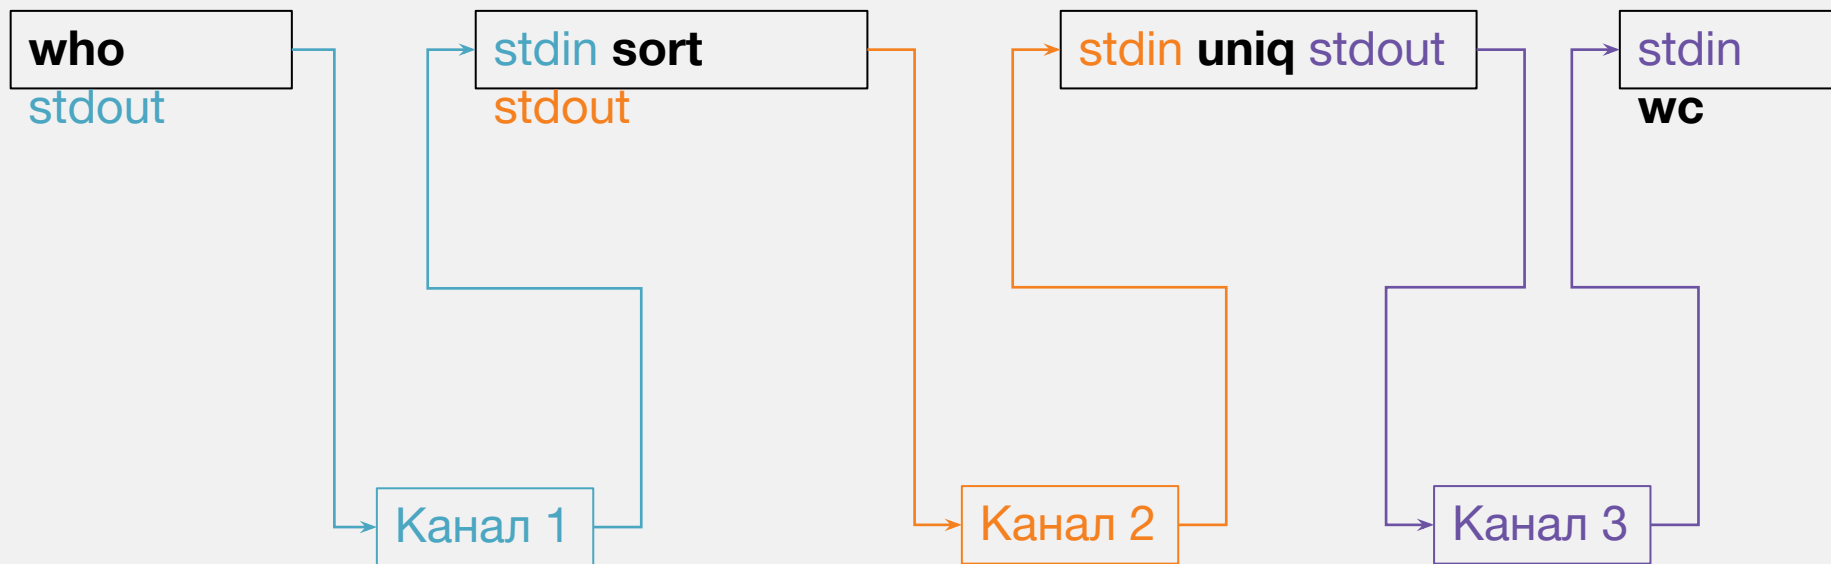 who
stdout
stdin sort
stdout
stdin uniq stdout
stdin
wc
Канал 1
Канал 2
Канал 3